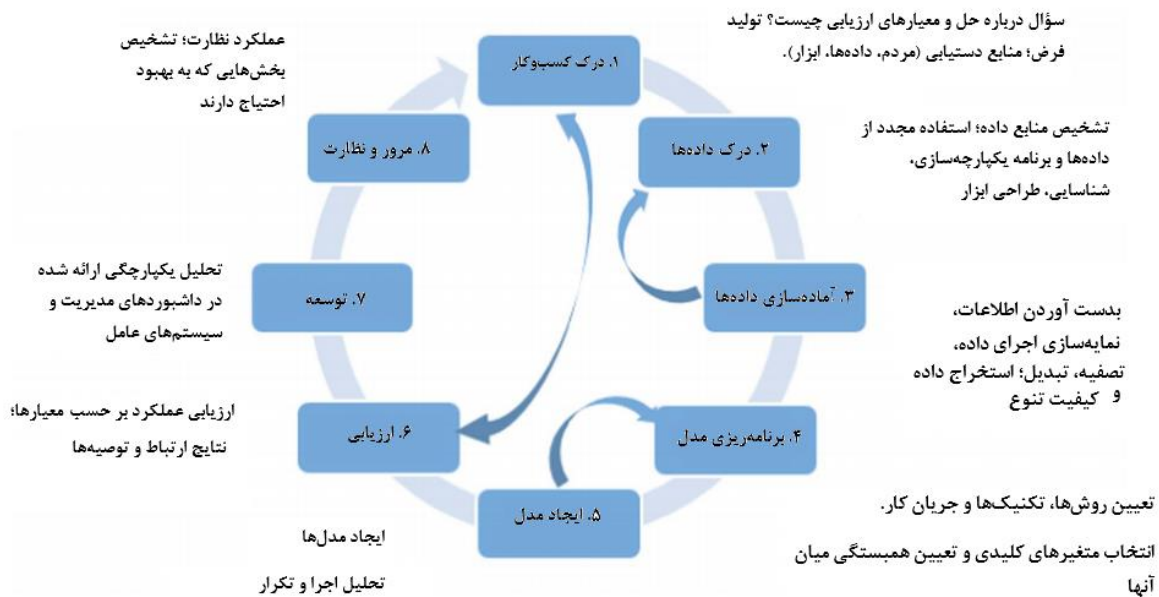 ۱. درک کسب‌وکار
سؤال درباره حل و معیارهای ارزیابی چیست؟ تولید
فرض؛ منابع دستیابی (مردم، داده‌ها، ابزار).
۲. درک داده‌ها
تشخیص منابع داده؛ استفاده مجدد از
داده‌ها و برنامه یکپارچه‌سازی،
شناسایی، طراحی ابزار
۳. آماده‌سازی داده‌ها
بدست آوردن اطلاعات،
نمایه‌سازی اجرای داده،
تصفیه، تبدیل؛ استخراج داده
و کیفیت تنوع
۴. برنامه‌ریزی مدل
تعیین روش‌ها، تکنیک‌ها و جریان کار.
انتخاب متغیرهای کلیدی و تعیین همبستگی میان
آنها
۵. ایجاد مدل
ایجاد مدل‌ها
تحلیل اجرا و تکرار
۶. ارزیابی
ارزیابی عملکرد بر حسب معیارها؛
نتایج ارتباط و توصیه‌ها
۷. توسعه
تحلیل یکپارچگی ارائه شده
در داشبوردهای مدیریت و
سیستم‌های عامل
۸. مرور و نظارت
عملکرد نظارت؛ تشخیص
بخش‌هایی که به بهبود
احتیاج دارند